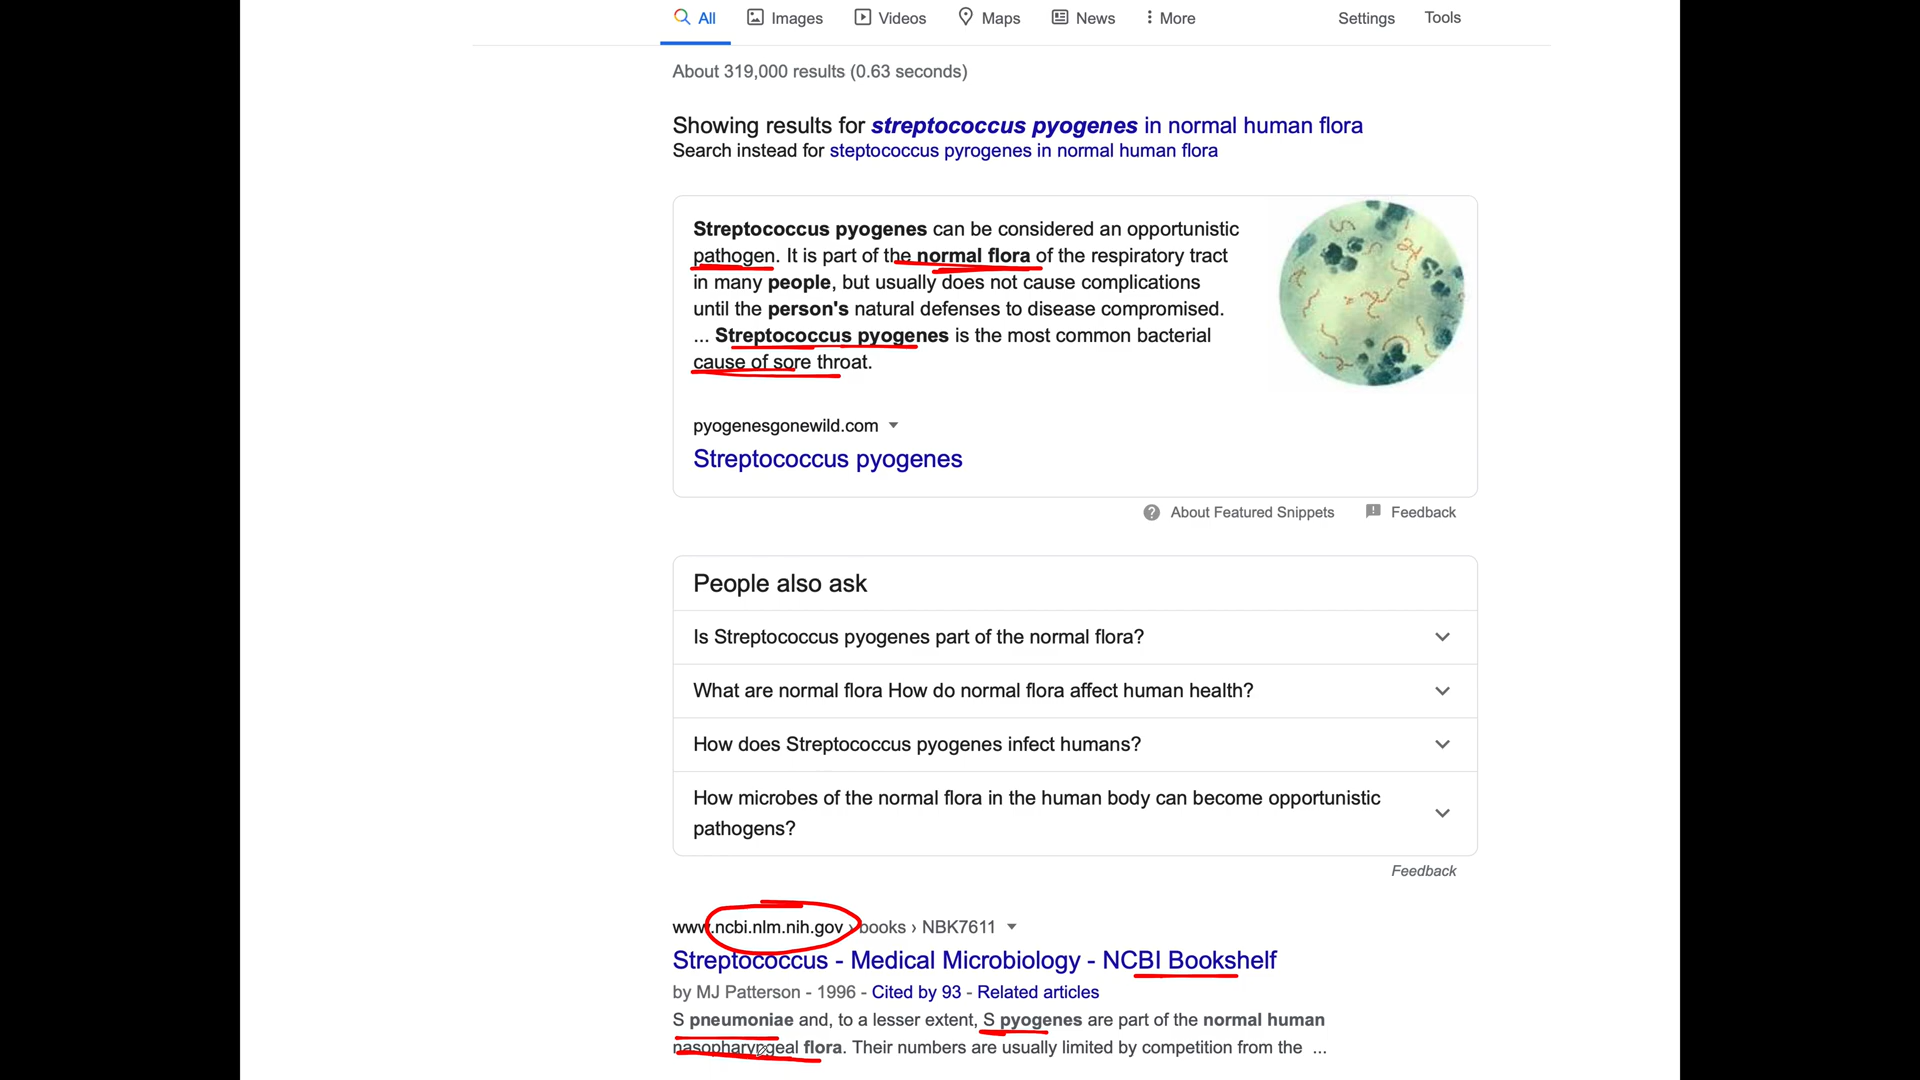 All Images Videos Maps News More Settings Tools
About 319,000 results (0.63 seconds)
Showing results for streptococcus pyogenes in normal human flora
Search instead for steptococcus pyrogenes in normal human flora
Streptococcus pyogenes can be considered an opportunistic
pathogen. It is part of the normal flora of the respiratory tract
in many people, but usually does not cause complications
until the person's natural defenses to disease compromised.
... Streptococcus pyogenes is the most common bacterial
cause of sore throat.
pyogenesgonewild.com
Streptococcus pyogenes
About Featured Snippets Feedback
People also ask
Is Streptococcus pyogenes part of the normal flora?
What are normal flora How do normal flora affect human health?
How does Streptococcus pyogenes infect humans?
How microbes of the normal flora in the human body can become opportunistic
pathogens?
Feedback
www.ncbi.nlm.nih.gov › books › NBK7611
Streptococcus - Medical Microbiology - NCBI Bookshelf
by MJ Patterson - 1996 - Cited by 93 - Related articles
S pneumoniae and, to a lesser extent, S pyogenes are part of the normal human
nasopharyngeal flora. Their numbers are usually limited by competition from the ...